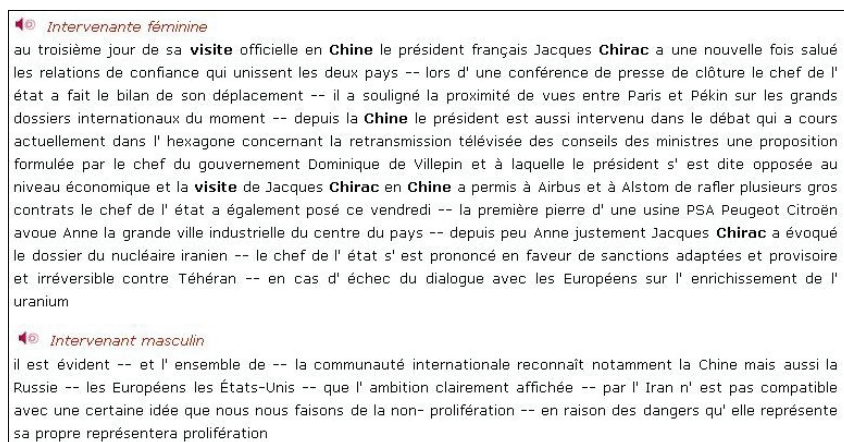 Intervenante féminine
au troisième jour de sa visite officielle en Chine le président français Jacques Chirac a une nouvelle fois salué
les relations de confiance qui unissent les deux pays -- lors d' une conférence de presse de clôture le chef de l'
état a fait le bilan de son déplacement -- il a souligné la proximité de vues entre Paris et Pékin sur les grands
dossiers internationaux du moment -- depuis la Chine le président est aussi intervenu dans le débat qui a cours
actuellement dans l' hexagone concernant la retransmission télévisée des conseils des ministres une proposition
formulée par le chef du gouvernement Dominique de Villepin et à laquelle le président s' est dite opposée au
niveau économique et la visite de Jacques Chirac en Chine a permis à Airbus et à Alstom de rafler plusieurs gros
contrats le chef de l' état a également posé ce vendredi -- la première pierre d' une usine PSA Peugeot Citroën
avoue Anne la grande ville industrielle du centre du pays -- depuis peu Anne justement Jacques Chirac a évoqué
le dossier du nucléaire iranien -- le chef de l' état s' est prononcé en faveur de sanctions adaptées et provisoire
et irréversible contre Téhéran -- en cas d' échec du dialogue avec les Européens sur l' enrichissement de l'
uranium
Intervenant masculin
il est évident -- et l' ensemble de -- la communauté internationale reconnaît notamment la Chine mais aussi la
Russie -- les Européens les États-Unis -- que l' ambition clairement affichée -- par l' Iran n' est pas compatible
avec une certaine idée que nous nous faisons de la non- prolifération -- en raison des dangers qu' elle représente
sa propre représentera prolifération